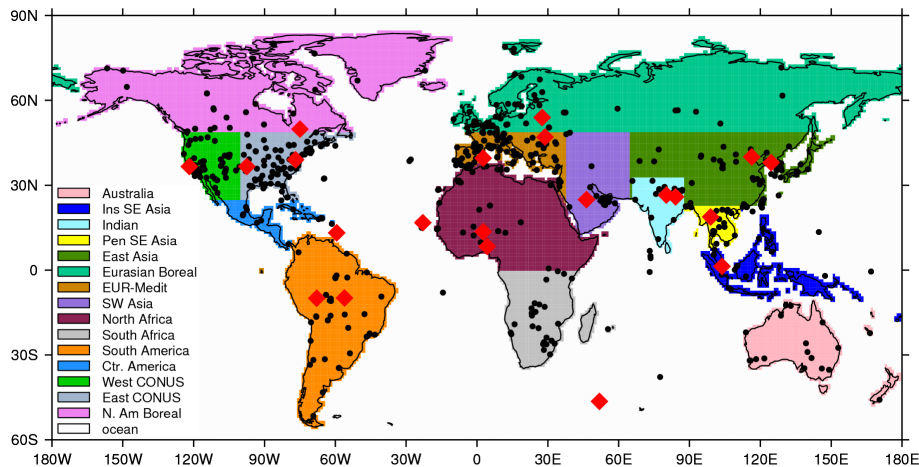 90N
60N
30N
0
30S
60S
Australia
Ins SE Asia
Indian
Pen SE Asia
East Asia
Eurasian Boreal
EUR-Medit
SW Asia
North Africa
South Africa
South America
Ctr. America
West CONUS
East CONUS
N. Am Boreal
ocean
180W 150W 120W 90W 60W 30W 0 30E 60E 90E 120E 150E 180E